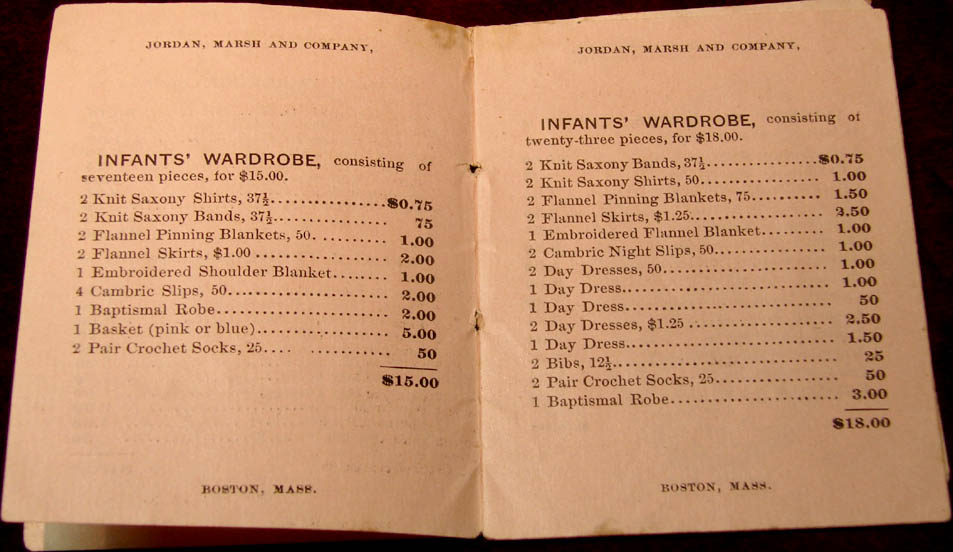 JORDAN, MARSH AND COMPANY,
INFANTS' WARDROBE, consisting of
seventeen pieces, for $15.00.
2 Knit Saxony Shirts, 37½..................$0.75
2 Knit Saxony Bands, 37½.................. 75
2 Flannel Pinning Blankets, 50. .......... 1.00
2 Flannel Skirts, $1.00 ................... 2.00
1 Embroidered Shoulder Blanket........ 1.00
4 Cambric Slips, 50....................... 2.00
1 Baptismal Robe......................... 2.00
1 Basket (pink or blue)................... 5.00
2 Pair Crochet Socks, 25.... ............ 50
$15.00
BOSTON, MASS.
JORDAN, MARSH AND COMPANY,
INFANTS' WARDROBE, consisting of
twenty-three pieces, for $18.00.
2 Knit Saxony Bands, 37½................$0.75
2 Knit Saxony Shirts, 50.................. 1.00
2 Flannel Pinning Blankets, 75........... 1.50
2 Flannel Skirts, $1.25................... 2.50
1 Embroidered Flannel Blanket.......... 1.00
2 Cambric Night Slips, 50................ 1.00
2 Day Dresses, 50........................ 1.00
1 Day Dress............................. 1.00
1 Day Dress............................. 50
2 Day Dresses, $1.25 .................... 2.50
1 Day Dress............................. 1.50
2 Bibs, 12½.............................. 25
2 Pair Crochet Socks, 25................. 50
1 Baptismal Robe........................ 3.00
$18.00
BOSTON, MASS.